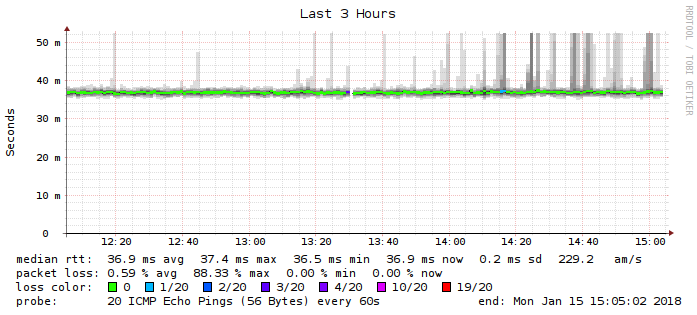 Last 3 Hours
RRDTOOL / TOBI OETIKER
Seconds
50 m
40 m
30 m
20 m
10 m
0
12:20 12:40 13:00 13:20 13:40 14:00 14:20 14:40 15:00
median rtt: 36.9 ms avg 37.4 ms max 36.5 ms min 36.9 ms now 0.2 ms sd 229.2 am/s
packet loss: 0.59 % avg 88.33 % max 0.00 % min 0.00 % now
loss color: 0 1/20 2/20 3/20 4/20 10/20 19/20
probe: 20 ICMP Echo Pings (56 Bytes) every 60s end: Mon Jan 15 15:05:02 2018